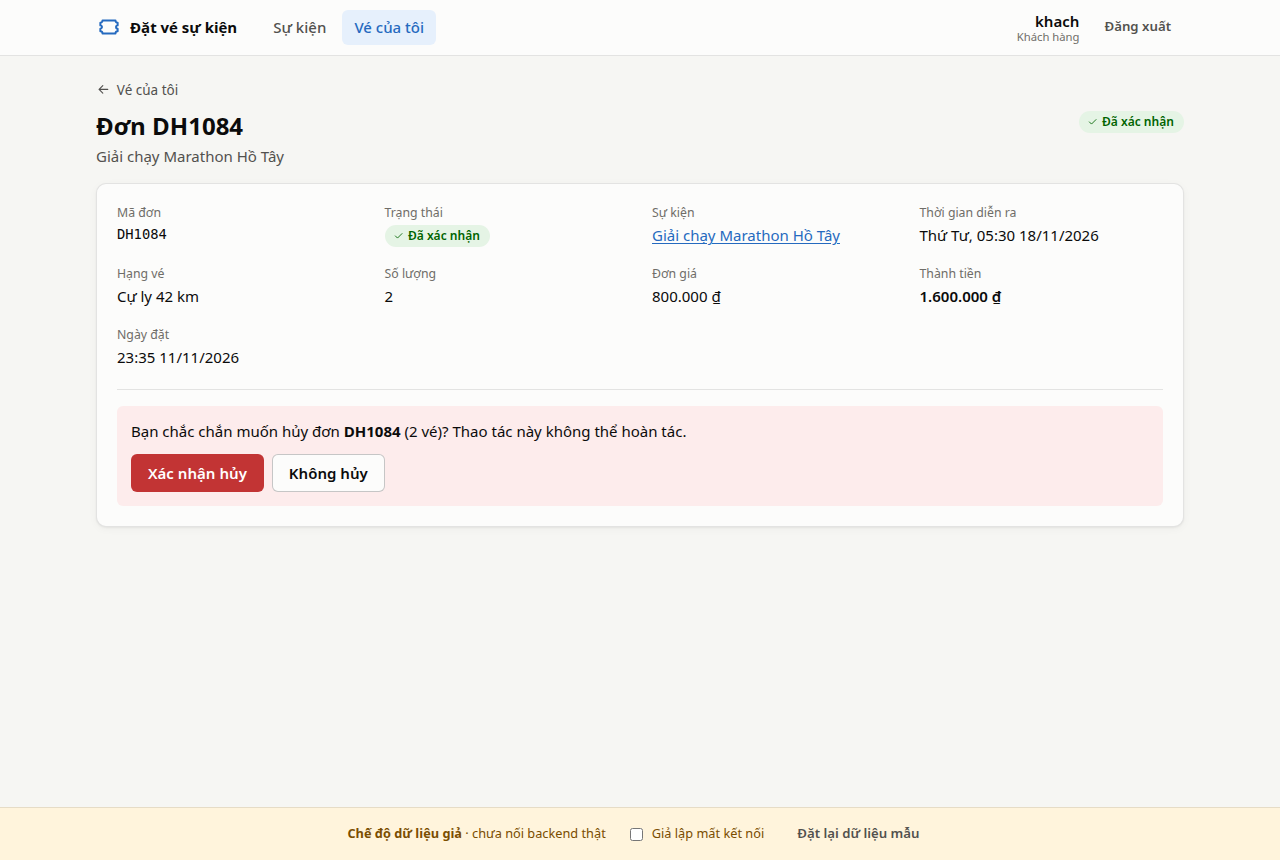 Đặt vé sự kiện
Sự kiện
Vé của tôi
khach
Khách hàng
Đăng xuất
← Vé của tôi
Đơn DH1084
Đã xác nhận
Giải chạy Marathon Hồ Tây
Mã đơn
DH1084
Trạng thái
Đã xác nhận
Sự kiện
Giải chạy Marathon Hồ Tây
Thời gian diễn ra
Thứ Tư, 05:30 18/11/2026
Hạng vé
Cự ly 42 km
Số lượng
2
Đơn giá
800.000 ₫
Thành tiền
1.600.000 ₫
Ngày đặt
23:35 11/11/2026
Bạn chắc chắn muốn hủy đơn DH1084 (2 vé)? Thao tác này không thể hoàn tác.
Xác nhận hủy
Không hủy
Chế độ dữ liệu giả · chưa nối backend thật
Giả lập mất kết nối
Đặt lại dữ liệu mẫu